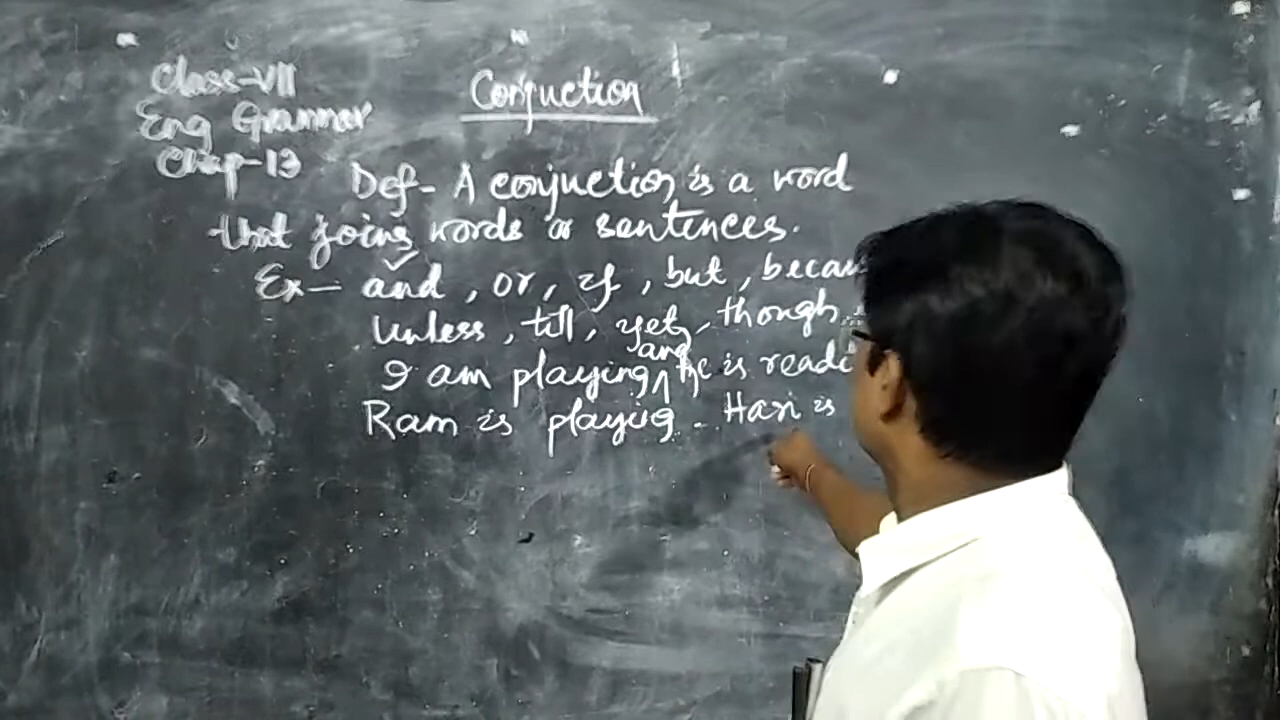 Class-VII
Conjuction
Eng Grammar
Chap-13
Def- A conjuction is a word
that joins words or sentences.
Ex- and, or, if, but, becau
unless, till, yet, though
and
I am playing he is readi
Ram is playing. Hari is